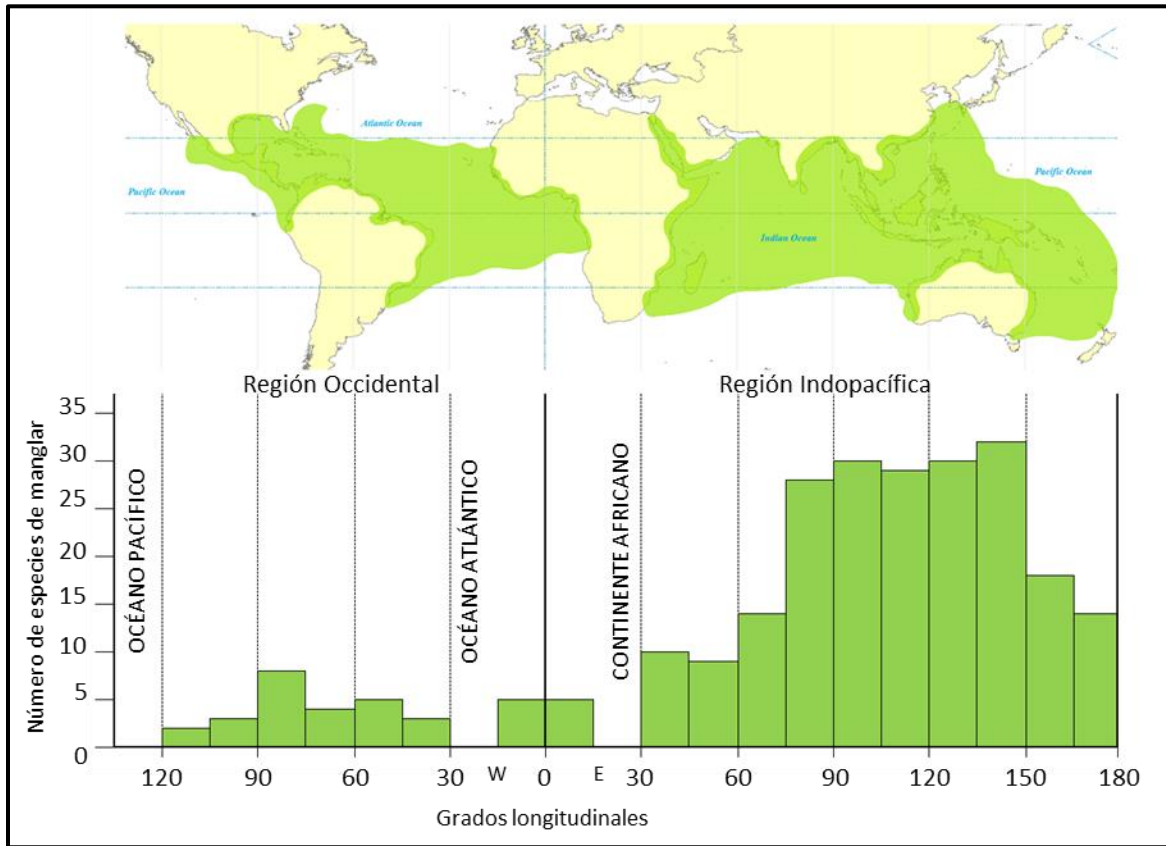 Atlantic Ocean
Pacific Ocean
Pacific Ocean
Indian Ocean
Región Occidental
Región Indopacífica
Número de especies de manglar
35
30
25
20
15
10
5
0
OCÉANO PACÍFICO
OCÉANO ATLÁNTICO
CONTINENTE AFRICANO
120 90 60 30 W 0 E 30 60 90 120 150 180
Grados longitudinales